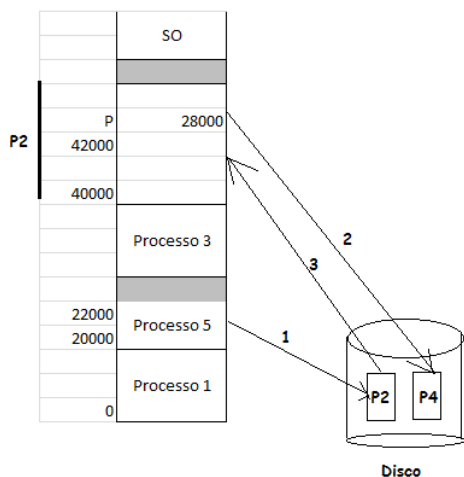 SO
P 28000
P2
42000
40000
Processo 3
2
3
22000
Processo 5
20000
1
Processo 1
P2 P4
0
Disco